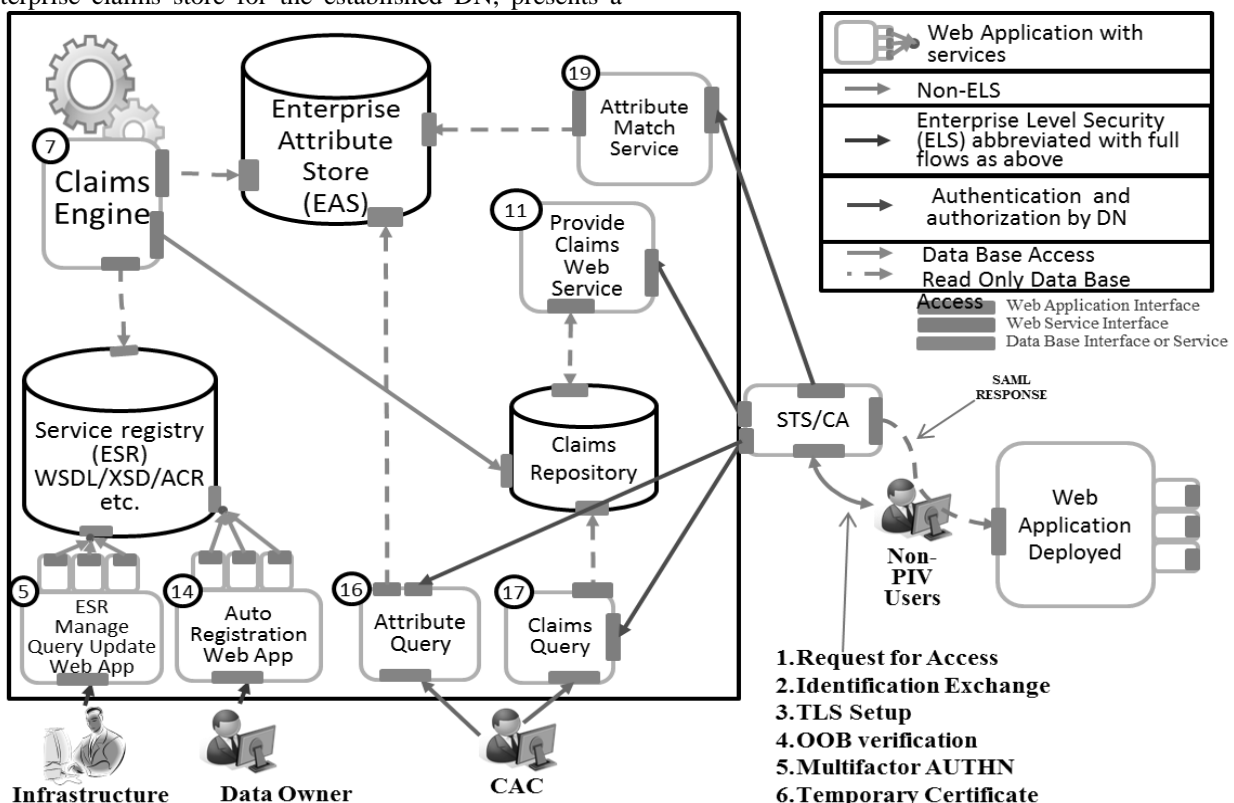 terprise claims store for the established DN, presents a
7
Claims
Engine
Enterprise
Attribute
Store
(EAS)
19
Attribute
Match
Service
11
Provide
Claims
Web
Service
Service registry
(ESR)
WSDL/XSD/ACR
etc.
Claims
Repository
STS/CA
SAML
RESPONSE
Non-
PIV
Users
Web
Application
Deployed
5
ESR
Manage
Query Update
Web App
14
Auto
Registration
Web App
16
Attribute
Query
17
Claims
Query
Infrastructure
Data Owner
CAC
1.Request for Access
2.Identification Exchange
3.TLS Setup
4.OOB verification
5.Multifactor AUTHN
6.Temporary Certificate
Web Application with
services
Non-ELS
Enterprise Level Security
(ELS) abbreviated with full
flows as above
Authentication and
authorization by DN
Data Base Access
Read Only Data Base
Access
Web Application Interface
Web Service Interface
Data Base Interface or Service